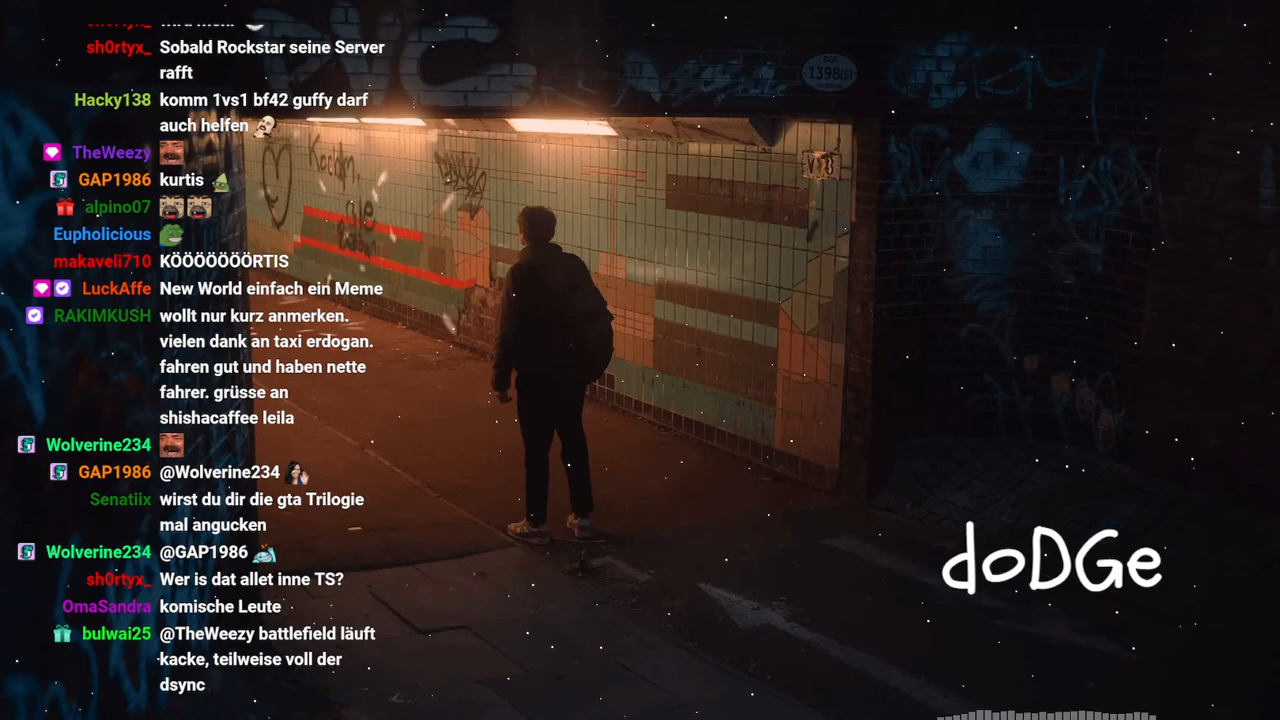 sh0rtyx_ Sobald Rockstar seine Server
rafft
Hacky138 komm 1vs1 bf42 guffy darf
auch helfen
TheWeezy
GAP1986 kurtis
alpino07
Eupholicious
makaveli710 KÖÖÖÖÖÖÖRTIS
LuckAffe New World einfach ein Meme
RAKIMKUSH wollt nur kurz anmerken.
vielen dank an taxi erdogan.
fahren gut und haben nette
fahrer. grüsse an
shishacaffee leila
Wolverine234
GAP1986 @Wolverine234
Senatiix wirst du dir die gta Trilogie
mal angucken
Wolverine234 @GAP1986
sh0rtyx_ Wer is dat allet inne TS?
OmaSandra komische Leute
bulwai25 @TheWeezy battlefield läuft
kacke, teilweise voll der
dsync
1398(5)
doDGe